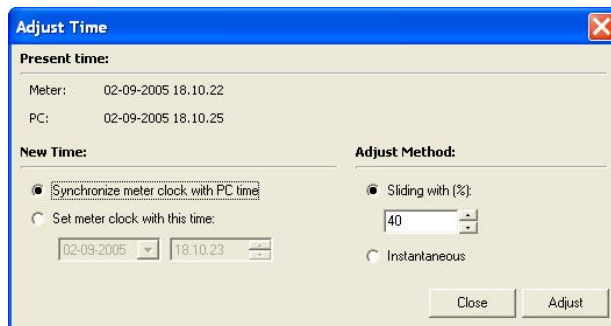 Adjust Time
Present time:
Meter: 02-09-2005 18.10.22
PC: 02-09-2005 18.10.25
New Time:
Synchronize meter clock with PC time
Set meter clock with this time:
02-09-2005 18.10.23
Adjust Method:
Sliding with (%):
40
Instantaneous
Close Adjust